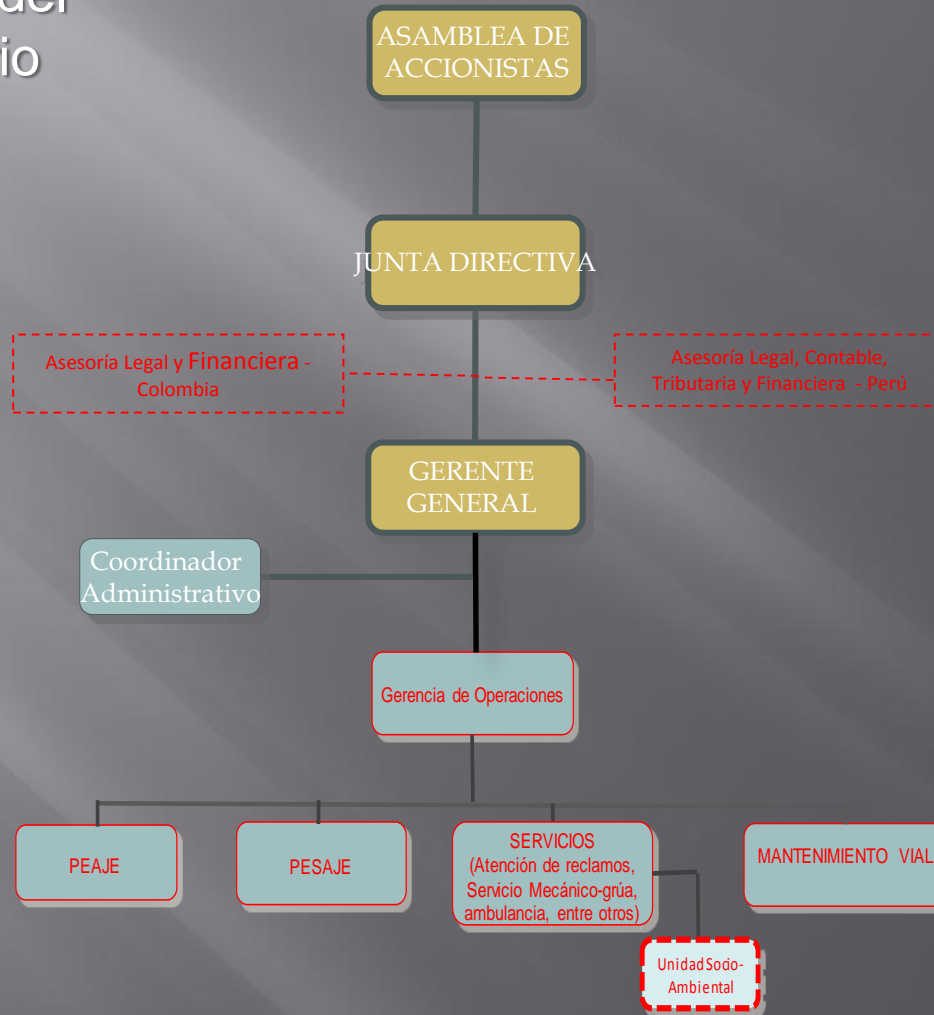 ASAMBLEA DE
ACCIONISTAS
JUNTA DIRECTIVA
Asesoría Legal y Financiera -
Colombia
Asesoría Legal, Contable,
Tributaria y Financiera - Perú
GERENTE
GENERAL
Coordinador
Administrativo
Gerencia de Operaciones
PEAJE
PESAJE
SERVICIOS
(Atención de reclamos,
Servicio Mecánico-grúa,
ambulancia, entre otros)
MANTENIMIENTO VIAL
Unidad Socio-
Ambiental